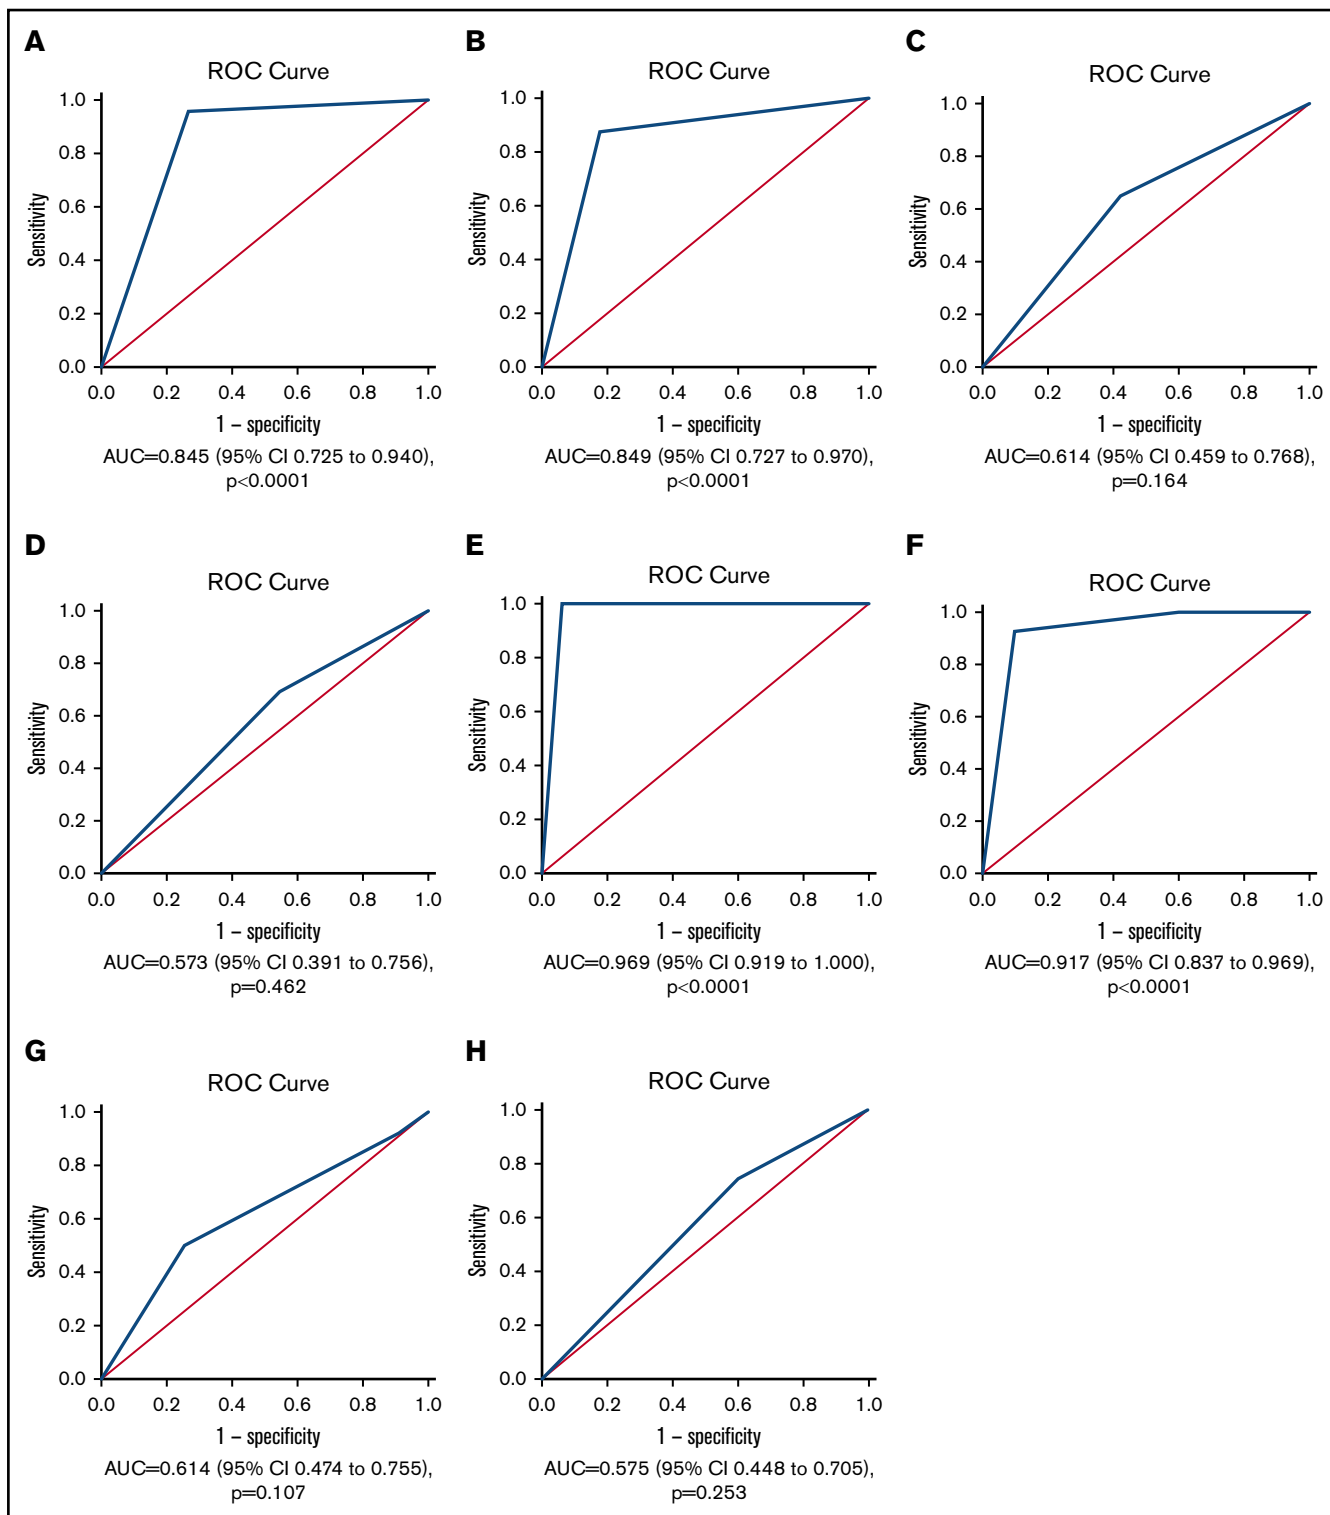 A
ROC Curve
1.0
0.8
0.6
0.4
0.2
0.0
Sensitivity
0.0 0.2 0.4 0.6 0.8 1.0
1 – specificity
AUC=0.845 (95% CI 0.725 to 0.940),
p<0.0001
B
ROC Curve
1.0
0.8
0.6
0.4
0.2
0.0
Sensitivity
0.0 0.2 0.4 0.6 0.8 1.0
1 – specificity
AUC=0.849 (95% CI 0.727 to 0.970),
p<0.0001
C
ROC Curve
1.0
0.8
0.6
0.4
0.2
0.0
Sensitivity
0.0 0.2 0.4 0.6 0.8 1.0
1 – specificity
AUC=0.614 (95% CI 0.459 to 0.768),
p=0.164
D
ROC Curve
1.0
0.8
0.6
0.4
0.2
0.0
Sensitivity
0.0 0.2 0.4 0.6 0.8 1.0
1 – specificity
AUC=0.573 (95% CI 0.391 to 0.756),
p=0.462
E
ROC Curve
1.0
0.8
0.6
0.4
0.2
0.0
Sensitivity
0.0 0.2 0.4 0.6 0.8 1.0
1 – specificity
AUC=0.969 (95% CI 0.919 to 1.000),
p<0.0001
F
ROC Curve
1.0
0.8
0.6
0.4
0.2
0.0
Sensitivity
0.0 0.2 0.4 0.6 0.8 1.0
1 – specificity
AUC=0.917 (95% CI 0.837 to 0.969),
p<0.0001
G
ROC Curve
1.0
0.8
0.6
0.4
0.2
0.0
Sensitivity
0.0 0.2 0.4 0.6 0.8 1.0
1 – specificity
AUC=0.614 (95% CI 0.474 to 0.755),
p=0.107
H
ROC Curve
1.0
0.8
0.6
0.4
0.2
0.0
Sensitivity
0.0 0.2 0.4 0.6 0.8 1.0
1 – specificity
AUC=0.575 (95% CI 0.448 to 0.705),
p=0.253